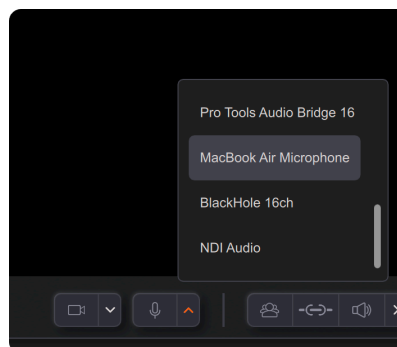 Pro Tools Audio Bridge 16
MacBook Air Microphone
BlackHole 16ch
NDI Audio